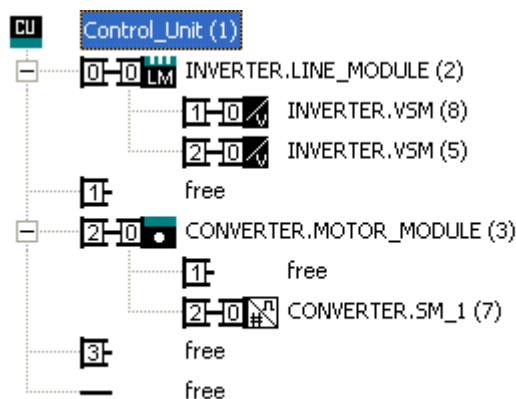 CU Control_Unit (1)
0 0 LM INVERTER.LINE_MODULE (2)
1 0 INVERTER.VSM (8)
2 0 INVERTER.VSM (5)
1 free
2 0 CONVERTER.MOTOR_MODULE (3)
1 free
2 0 # CONVERTER.SM_1 (7)
3 free
free